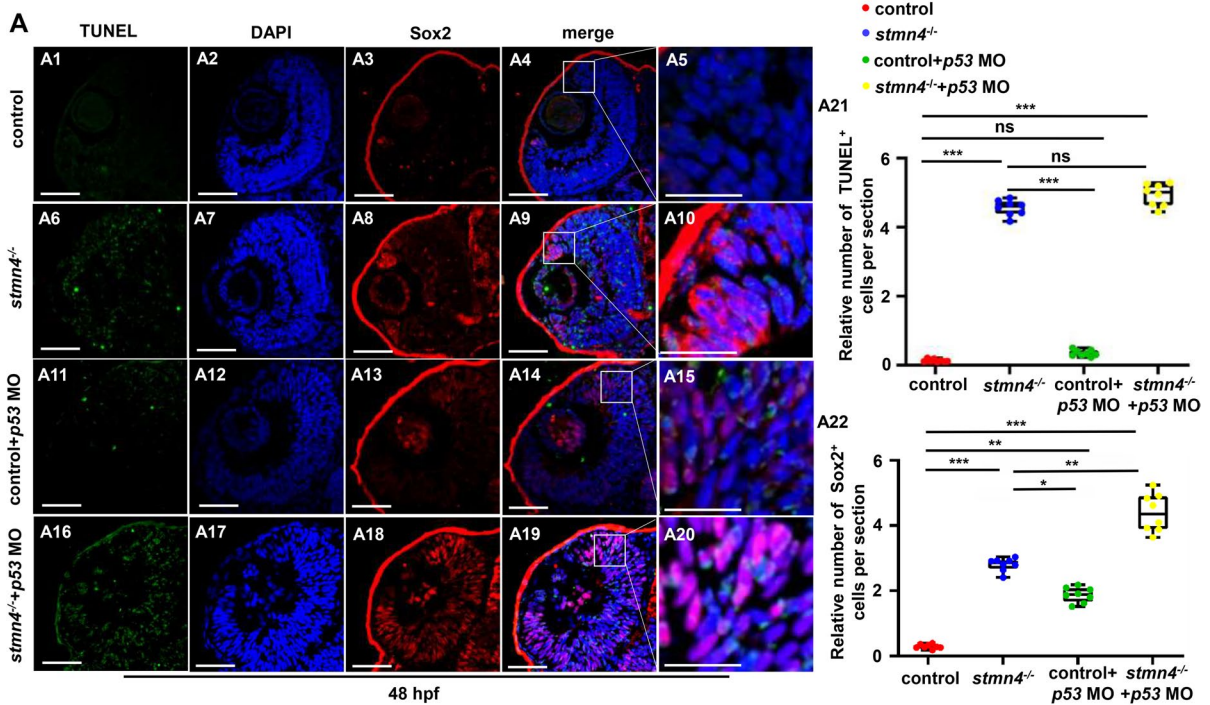 A
TUNEL DAPI Sox2 merge
control
A1 A2 A3 A4 A5
stmn4-/-
A6 A7 A8 A9 A10
control+p53 MO
A11 A12 A13 A14 A15
stmn4-/-+p53 MO
A16 A17 A18 A19 A20
48 hpf
control
stmn4-/-
control+p53 MO
stmn4-/-+p53 MO
A21
Relative number of TUNEL+
cells per section
***
ns
*** ns
***
6
4
2
0
control stmn4-/- control+ stmn4-/-
p53 MO +p53 MO
A22
Relative number of Sox2+
cells per section
***
**
*** **
*
6
4
2
0
control stmn4-/- control+ stmn4-/-
p53 MO +p53 MO